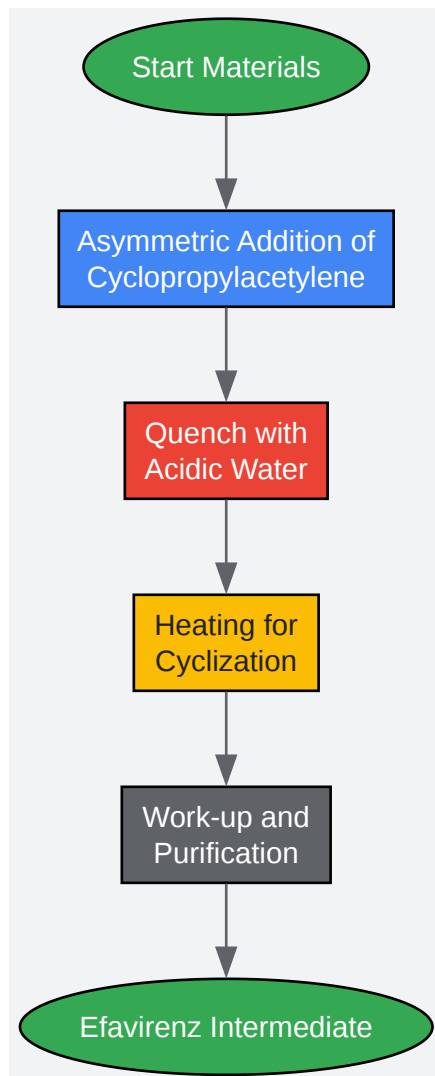 Start Materials
Asymmetric Addition of
Cyclopropylacetylene
Quench with
Acidic Water
Heating for
Cyclization
Work-up and
Purification
Efavirenz Intermediate